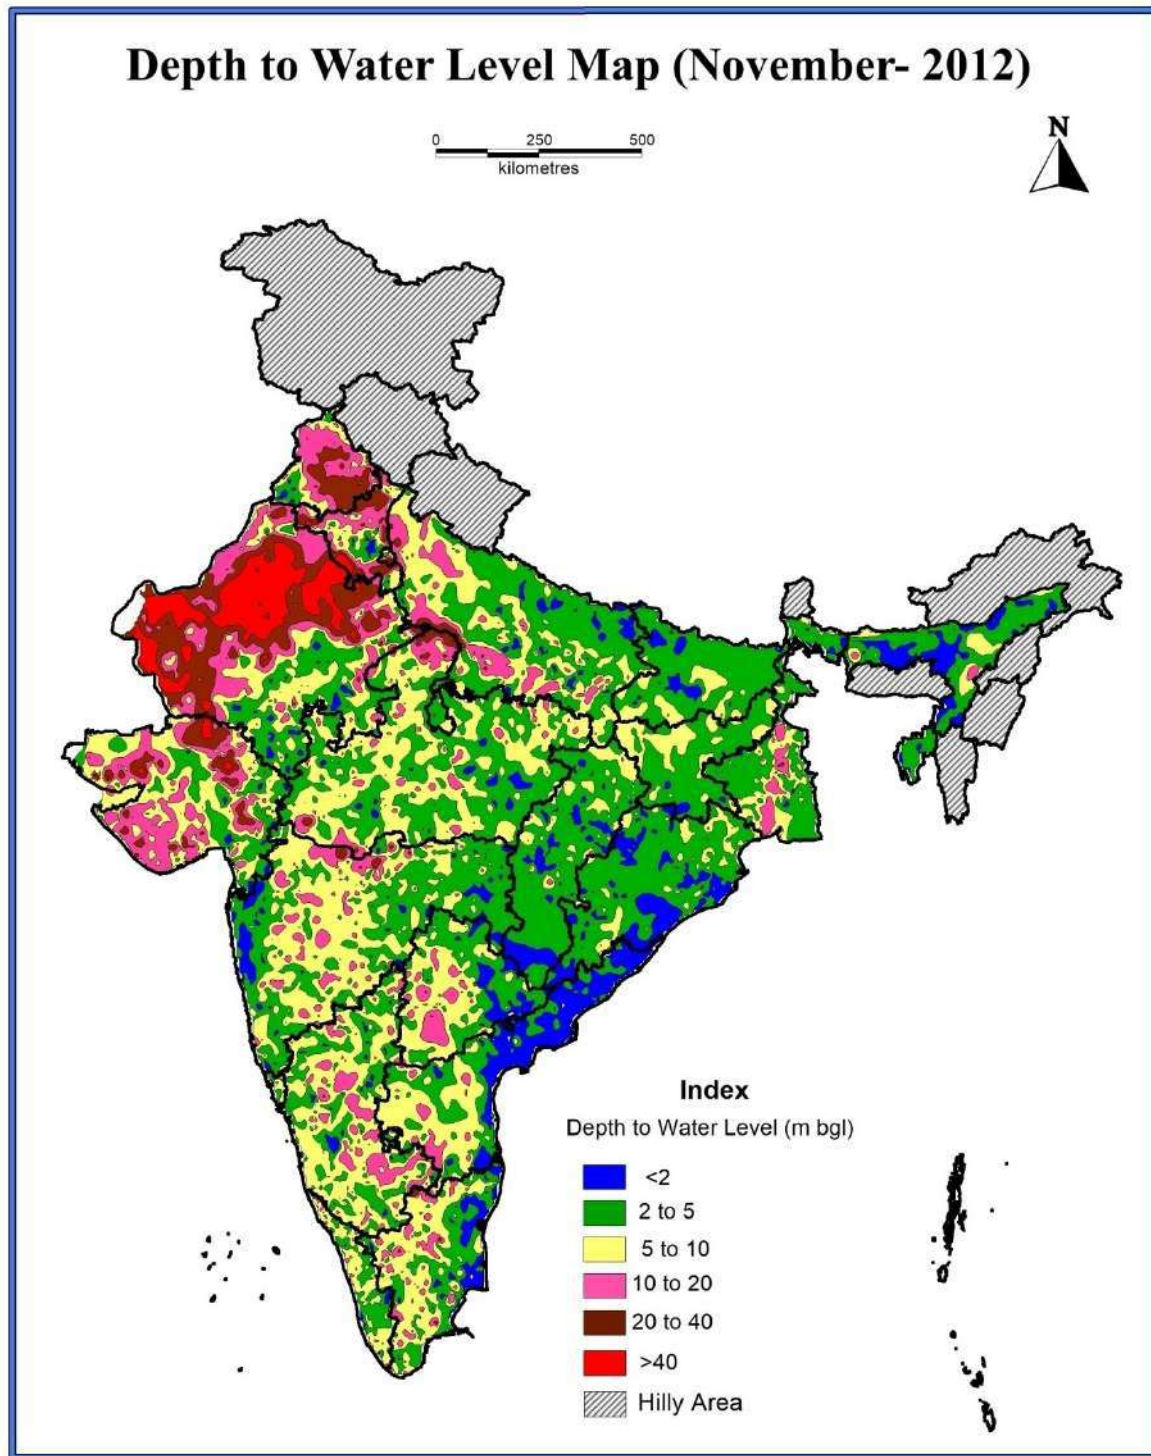 Depth to Water Level Map (November- 2012)
0 250 500
kilometres
N
Index
Depth to Water Level (m bgl)
<2
2 to 5
5 to 10
10 to 20
20 to 40
>40
Hilly Area